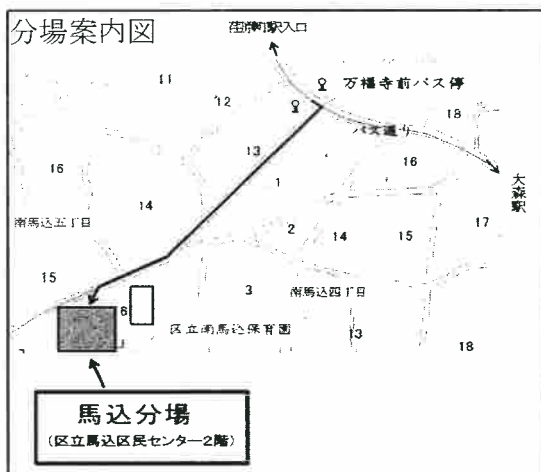 分場案内図
荏原町駅入口
万福寺前バス停
11
12
18
バス通り
13
16
大森駅
16
1
14
南馬込五丁目
2
14
15
17
15
3
南馬込四丁目
6
区立南馬込保育園
13
18
馬込分場
(区立馬込区民センター2階)